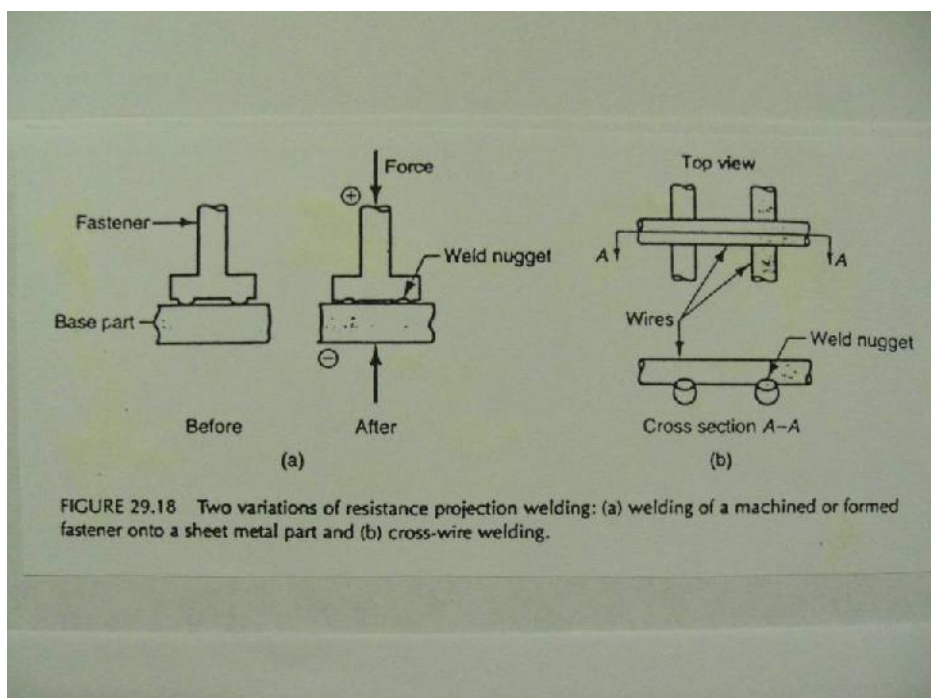 Force
+
Fastener
Weld nugget
Base part
−
Before
After
(a)
Top view
A
A
Wires
Weld nugget
Cross section A–A
(b)
FIGURE 29.18 Two variations of resistance projection welding: (a) welding of a machined or formed
fastener onto a sheet metal part and (b) cross-wire welding.